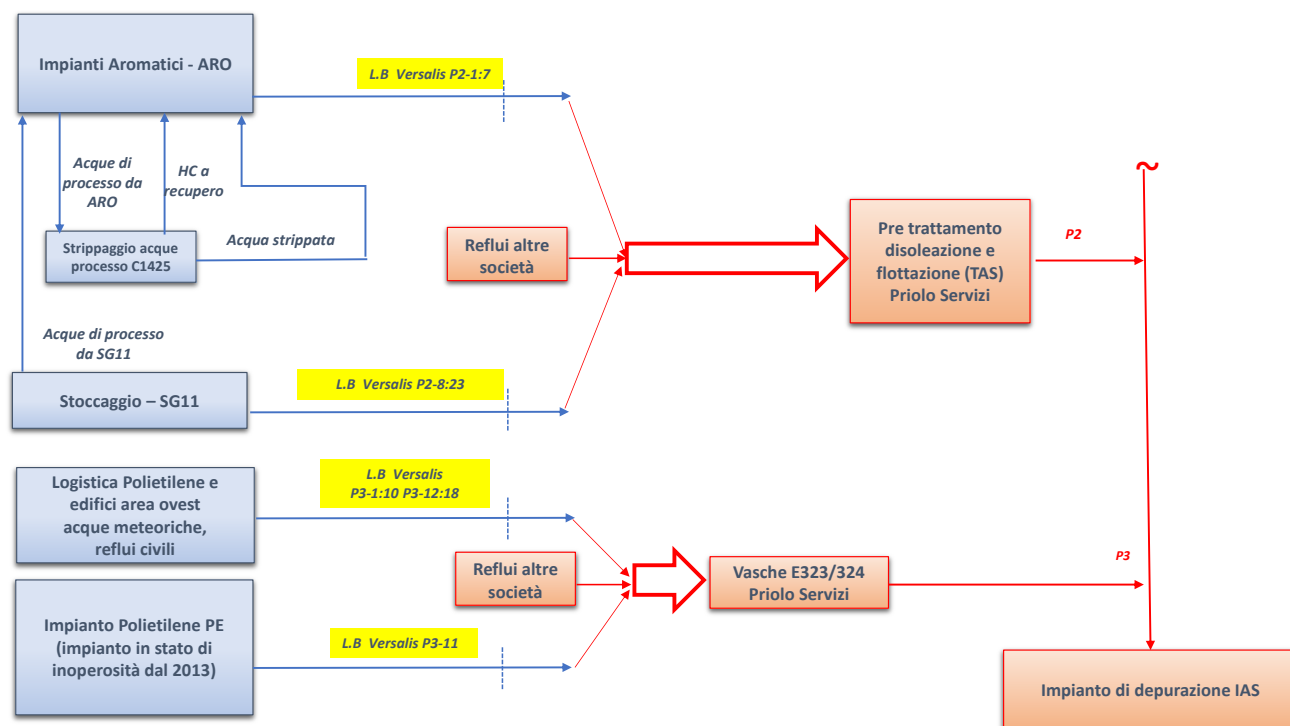 Impianti Aromatici - ARO
L.B Versalis P2-1:7
Acque di
processo da
ARO
HC a
recupero
Strippaggio acque
processo C1425
Acqua strippata
Reflui altre
società
Pre trattamento
disoleazione e
flottazione (TAS)
Priolo Servizi
P2
~
Acque di processo
da SG11
Stoccaggio – SG11
L.B Versalis P2-8:23
Logistica Polietilene e
edifici area ovest
acque meteoriche,
reflui civili
L.B Versalis
P3-1:10 P3-12:18
Reflui altre
società
Vasche E323/324
Priolo Servizi
P3
Impianto Polietilene PE
(impianto in stato di
inoperosità dal 2013)
L.B Versalis P3-11
Impianto di depurazione IAS